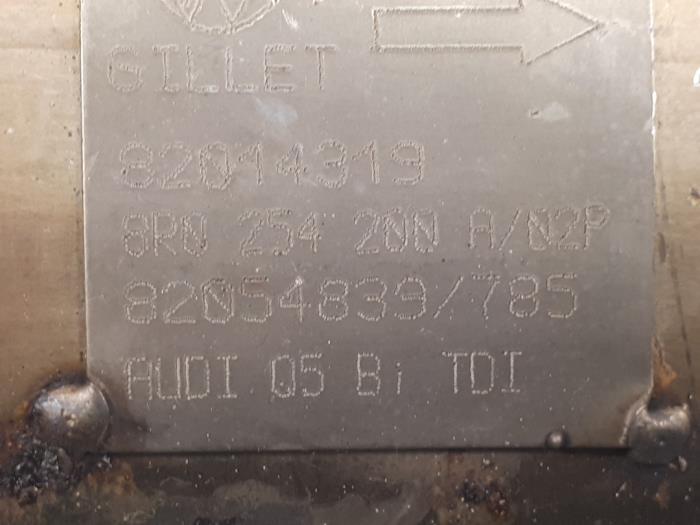 GILLET
82014319
8R0 254 200 A/02P
82054839/785
AUDI Q5 Bi TDI